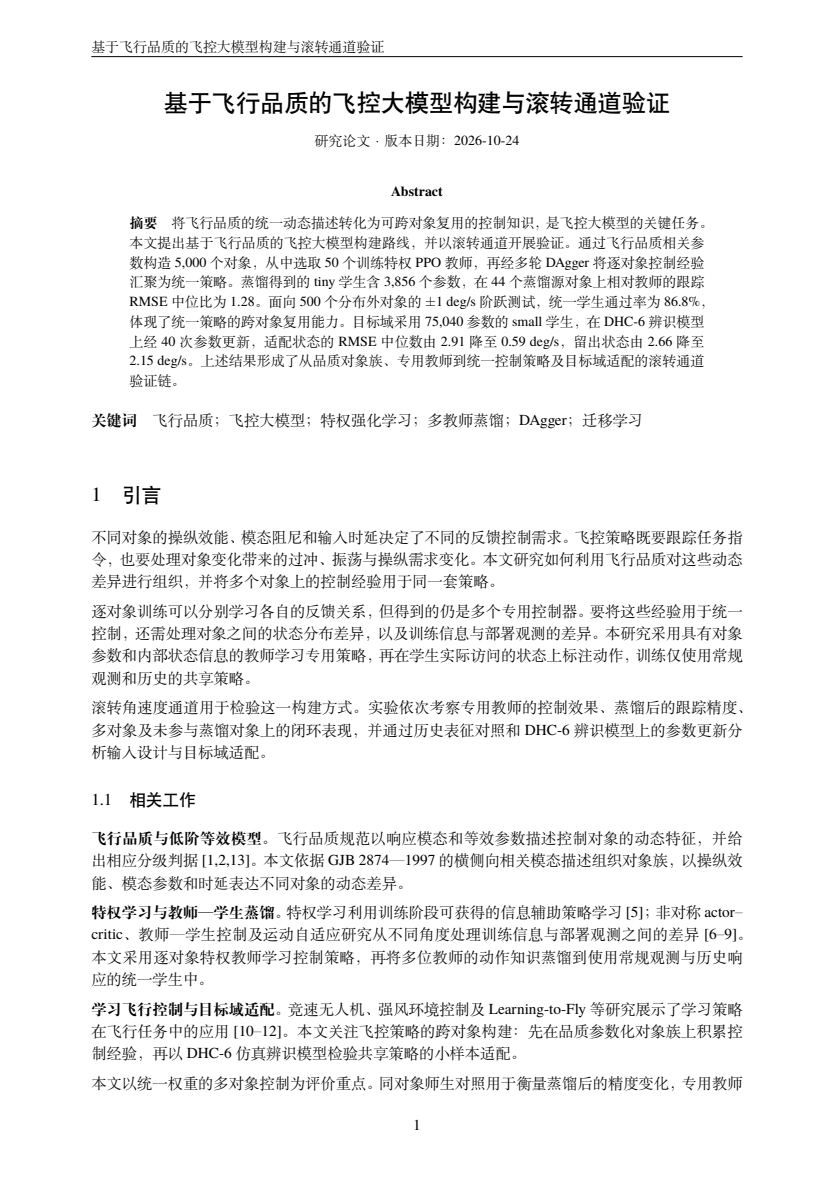 基于飞行品质的飞控大模型构建与滚转通道验证
基于飞行品质的飞控大模型构建与滚转通道验证
研究论文 · 版本日期：2026-10-24
Abstract
摘要 将飞行品质的统一动态描述转化为可跨对象复用的控制知识，是飞控大模型的关键任务。
本文提出基于飞行品质的飞控大模型构建路线，并以滚转通道开展验证。通过飞行品质相关参
数构造 5,000 个对象，从中选取 50 个训练特权 PPO 教师，再经多轮 DAgger 将逐对象控制经验
汇聚为统一策略。蒸馏得到的 tiny 学生含 3,856 个参数，在 44 个蒸馏源对象上相对教师的跟踪
RMSE 中位比为 1.28。面向 500 个分布外对象的 ±1 deg/s 阶跃测试，统一学生通过率为 86.8%，
体现了统一策略的跨对象复用能力。目标域采用 75,040 参数的 small 学生，在 DHC-6 辨识模型
上经 40 次参数更新，适配状态的 RMSE 中位数由 2.91 降至 0.59 deg/s，留出状态由 2.66 降至
2.15 deg/s。上述结果形成了从品质对象族、专用教师到统一控制策略及目标域适配的滚转通道
验证链。
关键词 飞行品质；飞控大模型；特权强化学习；多教师蒸馏；DAgger；迁移学习
1 引言
不同对象的操纵效能、模态阻尼和输入时延决定了不同的反馈控制需求。飞控策略既要跟踪任务指
令，也要处理对象变化带来的过冲、振荡与操纵需求变化。本文研究如何利用飞行品质对这些动态
差异进行组织，并将多个对象上的控制经验用于同一套策略。
逐对象训练可以分别学习各自的反馈关系，但得到的仍是多个专用控制器。要将这些经验用于统一
控制，还需处理对象之间的状态分布差异，以及训练信息与部署观测的差异。本研究采用具有对象
参数和内部状态信息的教师学习专用策略，再在学生实际访问的状态上标注动作，训练仅使用常规
观测和历史的共享策略。
滚转角速度通道用于检验这一构建方式。实验依次考察专用教师的控制效果、蒸馏后的跟踪精度、
多对象及未参与蒸馏对象上的闭环表现，并通过历史表征对照和 DHC-6 辨识模型上的参数更新分
析输入设计与目标域适配。
1.1 相关工作
飞行品质与低阶等效模型。飞行品质规范以响应模态和等效参数描述控制对象的动态特征，并给
出相应分级判据 [1,2,13]。本文依据 GJB 2874—1997 的横侧向相关模态描述组织对象族，以操纵效
能、模态参数和时延表达不同对象的动态差异。
特权学习与教师—学生蒸馏。特权学习利用训练阶段可获得的信息辅助策略学习 [5]；非对称 actor–
critic、教师—学生控制及运动自适应研究从不同角度处理训练信息与部署观测之间的差异 [6–9]。
本文采用逐对象特权教师学习控制策略，再将多位教师的动作知识蒸馏到使用常规观测与历史响
应的统一学生中。
学习飞行控制与目标域适配。竞速无人机、强风环境控制及 Learning-to-Fly 等研究展示了学习策略
在飞行任务中的应用 [10–12]。本文关注飞控策略的跨对象构建：先在品质参数化对象族上积累控
制经验，再以 DHC-6 仿真辨识模型检验共享策略的小样本适配。
本文以统一权重的多对象控制为评价重点。同对象师生对照用于衡量蒸馏后的精度变化，专用教师
1